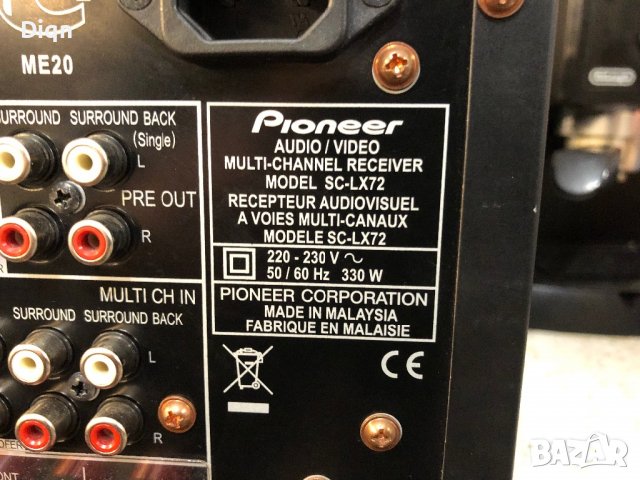 Diqn
ME20
SURROUND SURROUND BACK
(Single)
L
PRE OUT
R
R
MULTI CH IN
SURROUND SURROUND BACK
L
R
Pioneer
AUDIO / VIDEO
MULTI-CHANNEL RECEIVER
MODEL SC-LX72
RECEPTEUR AUDIOVISUEL
A VOIES MULTI-CANAUX
MODELE SC-LX72
220 - 230 V ~
50 / 60 Hz 330 W
PIONEER CORPORATION
MADE IN MALAYSIA
FABRIQUE EN MALAISIE
CE
BAZAR